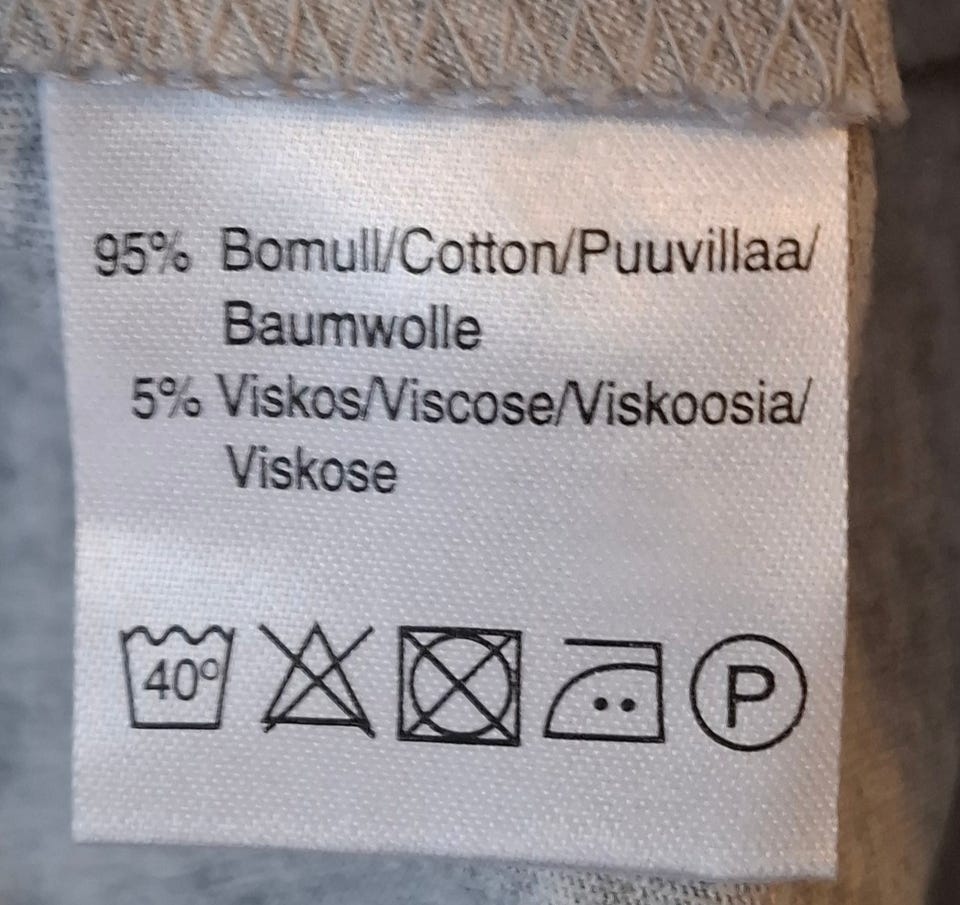 95% Bomull/Cotton/Puuvillaa/
Baumwolle
5% Viskos/Viscose/Viskoosia/
Viskose
40° P